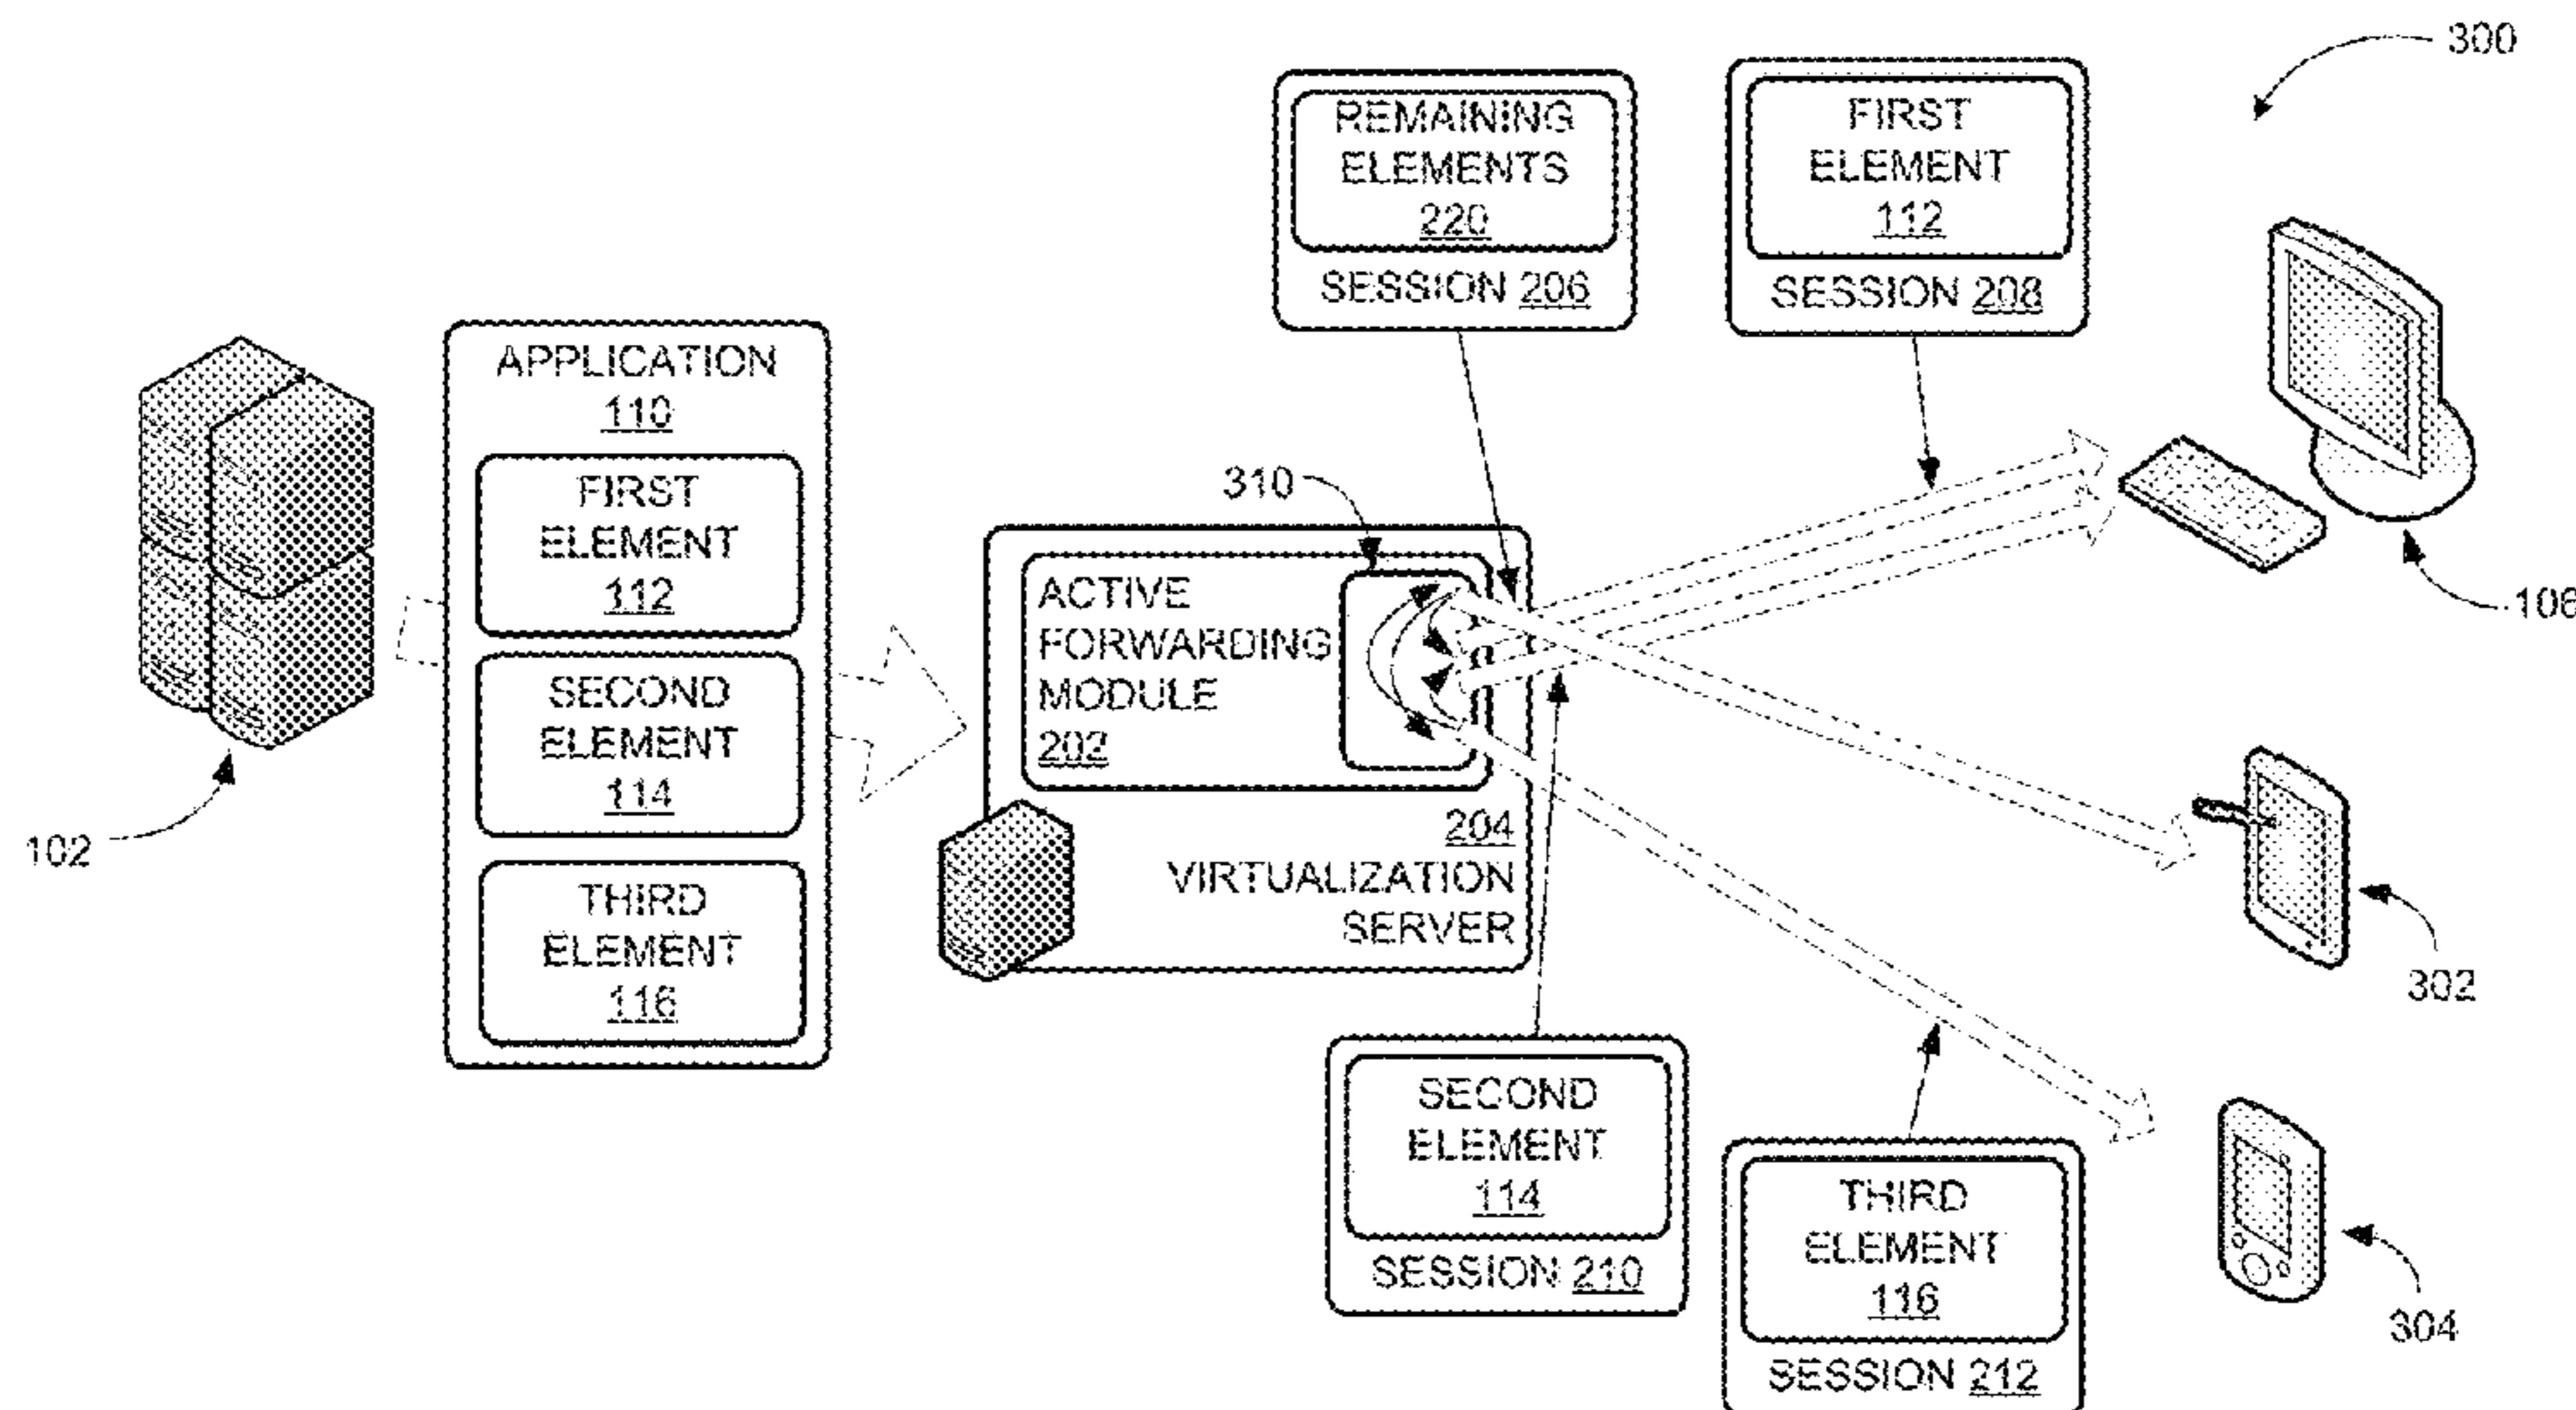 300
REMAINING
ELEMENTS
220
SESSION 206
FIRST
ELEMENT
112
SESSION 208
APPLICATION
110
FIRST
ELEMENT
112
SECOND
ELEMENT
114
THIRD
ELEMENT
116
102
310
ACTIVE
FORWARDING
MODULE
202
204
VIRTUALIZATION
SERVER
106
302
304
SECOND
ELEMENT
114
SESSION 210
THIRD
ELEMENT
116
SESSION 212